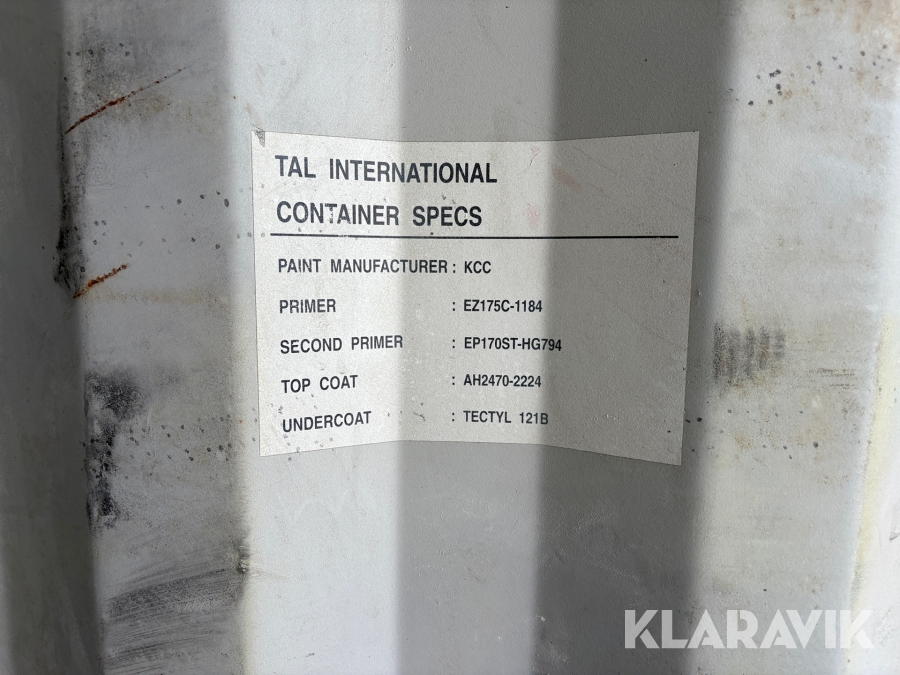 TAL INTERNATIONAL
CONTAINER SPECS
PAINT MANUFACTURER : KCC
PRIMER : EZ175C-1184
SECOND PRIMER : EP170ST-HG794
TOP COAT : AH2470-2224
UNDERCOAT : TECTYL 121B
KLARAVIK